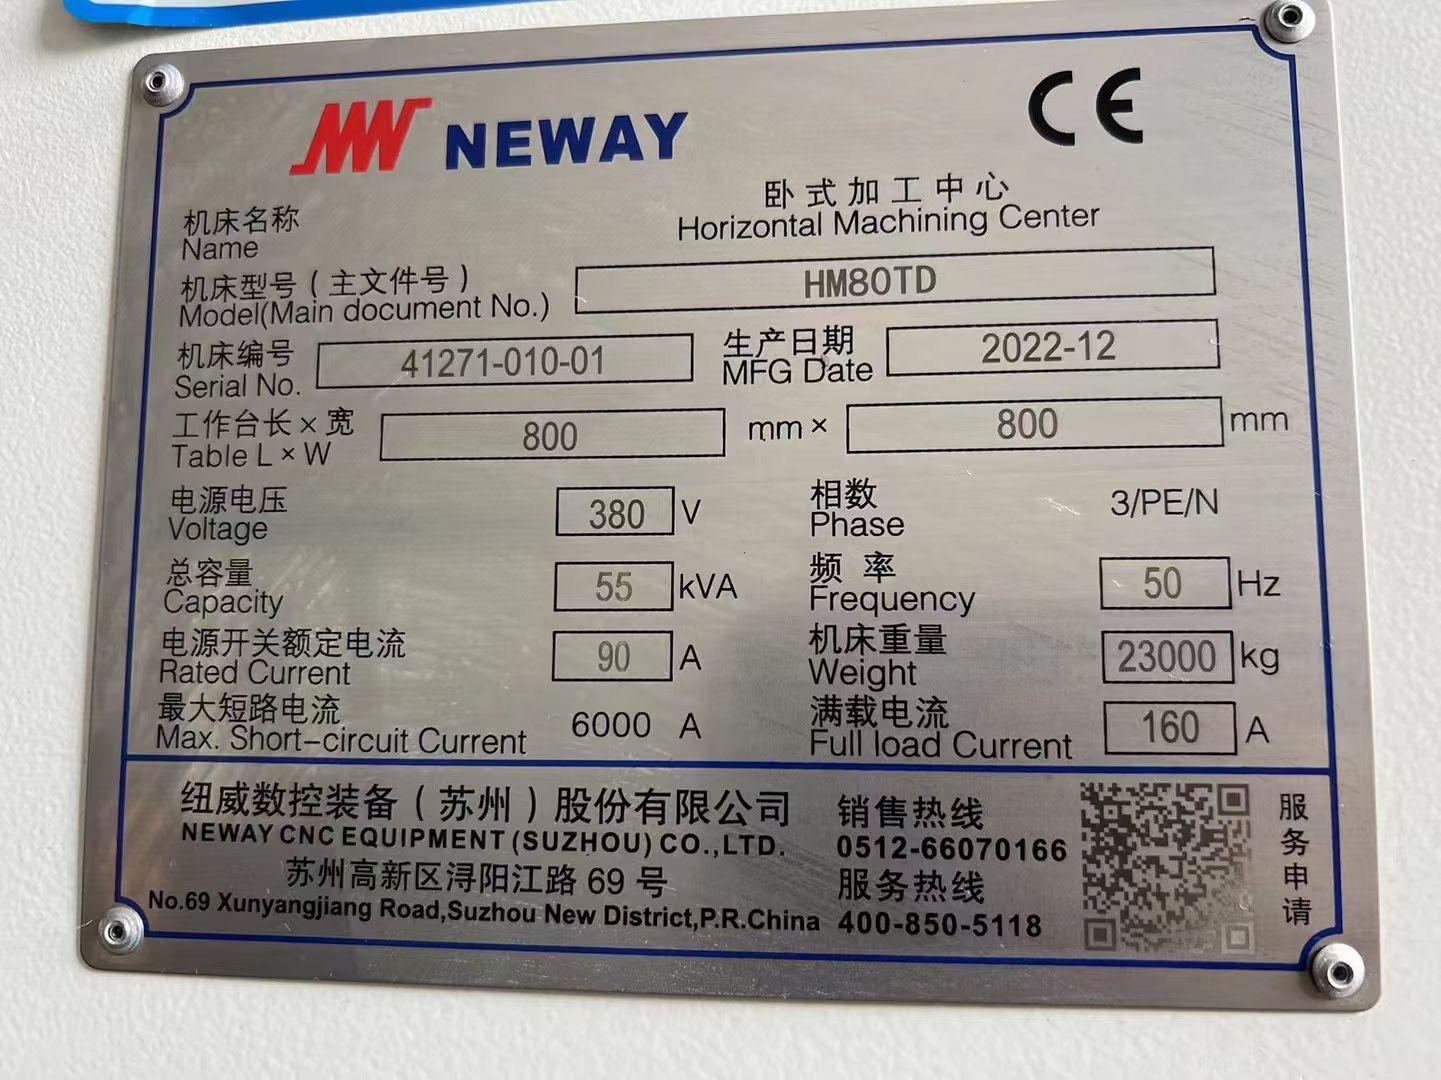 NEWAY
CE
卧式加工中心
Horizontal Machining Center
机床名称
Name
机床型号(主文件号)
Model(Main document No.)
HM80TD
机床编号
Serial No.
41271-010-01
生产日期
MFG Date
2022-12
工作台长×宽
Table L×W
800 mm× 800 mm
电源电压
Voltage
380 V
相数
Phase
3/PE/N
总容量
Capacity
55 kVA
频率
Frequency
50 Hz
电源开关额定电流
Rated Current
90 A
机床重量
Weight
23000 kg
最大短路电流
Max. Short-circuit Current
6000 A
满载电流
Full load Current
160 A
纽威数控装备(苏州)股份有限公司
NEWAY CNC EQUIPMENT (SUZHOU) CO.,LTD.
苏州高新区浔阳江路 69 号
No.69 Xunyangjiang Road,Suzhou New District,P.R.China
销售热线
0512-66070166
服务热线
400-850-5118
服务申请